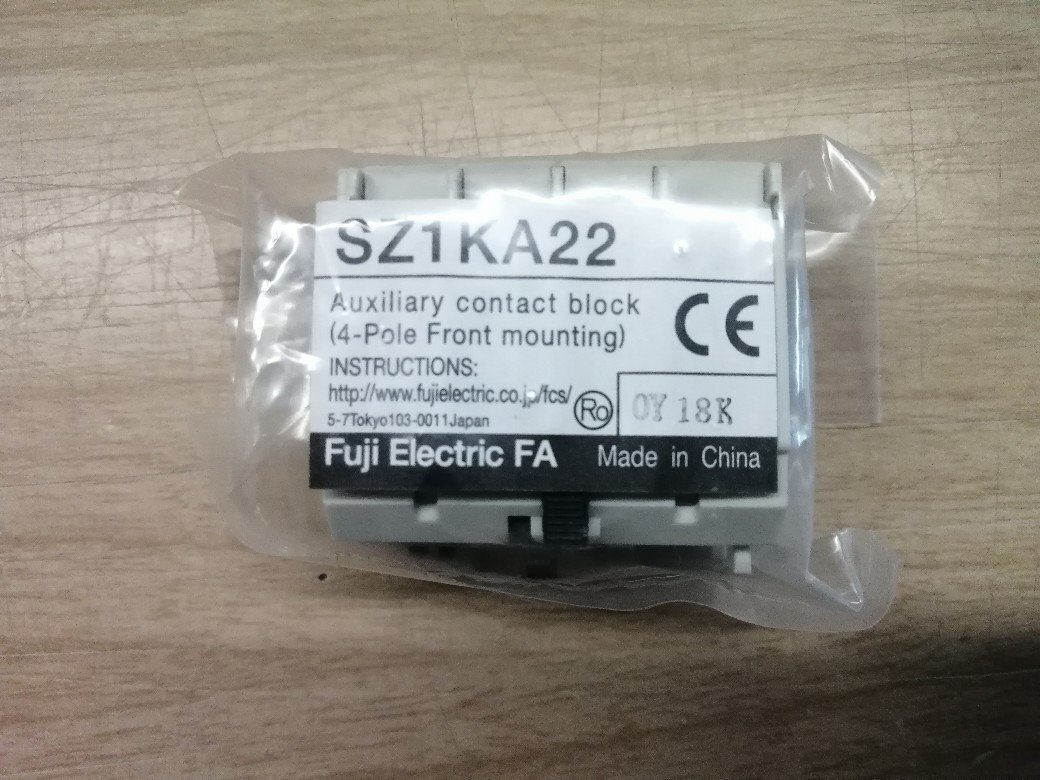 SZ1KA22
Auxiliary contact block
(4-Pole Front mounting)
CE
INSTRUCTIONS:
http://www.fujielectric.co.jp/fcs/
5-7Tokyo103-0011Japan
Ro
0Y 18K
Fuji Electric FA Made in China